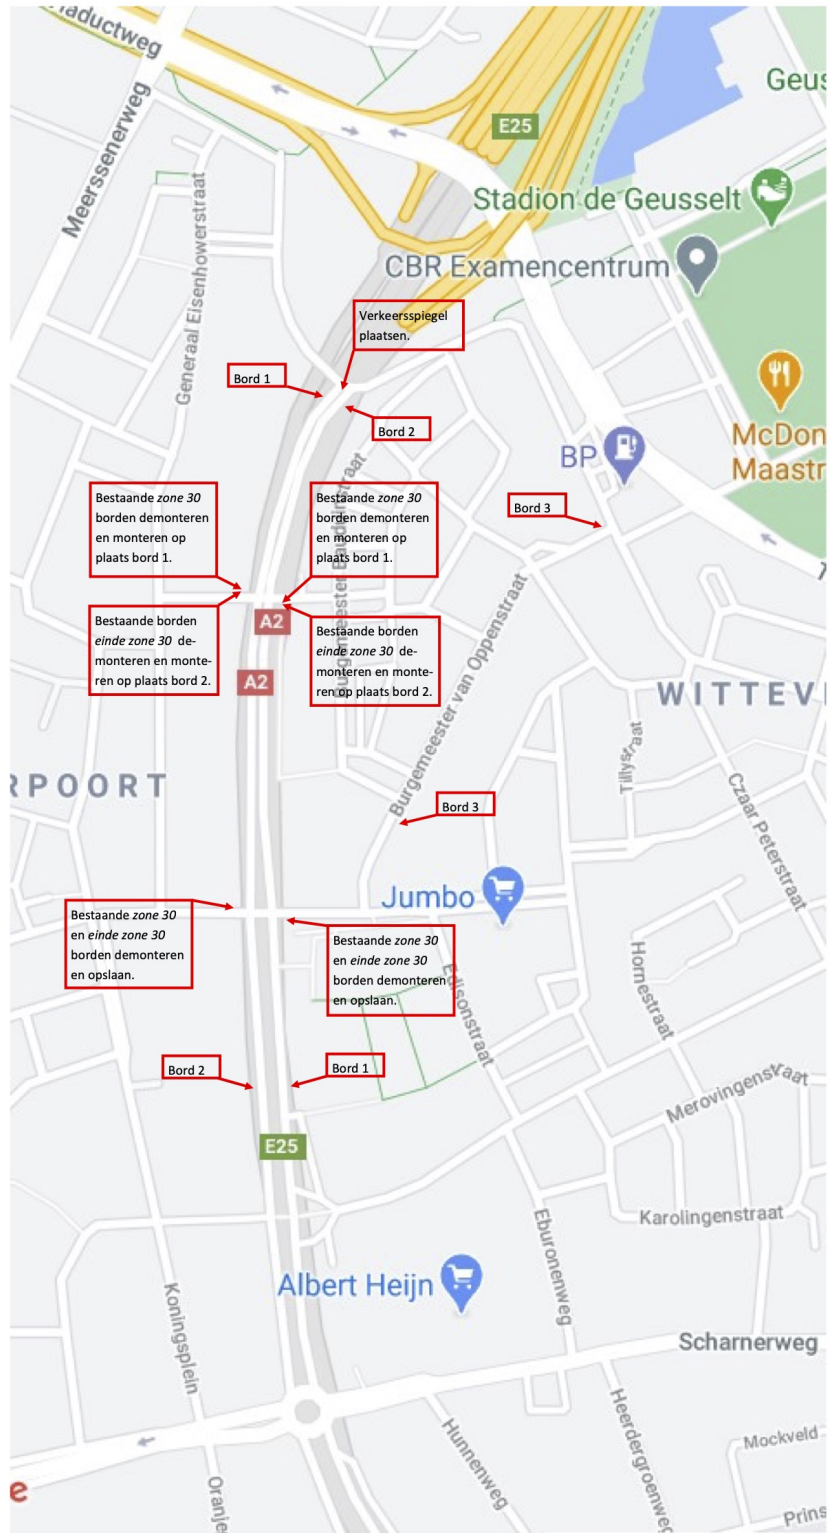 iaductweg
Meerssenerweg
E25
Geus
Stadion de Geusselt
CBR Examencentrum
Generaal Eisenhowerstraat
Verkeersspiegel
plaatsen.
Bord 1
Bord 2
McDon
Maastr
BP
Bestaande zone 30
borden demonteren
en monteren op
plaats bord 1.
Bestaande zone 30
borden demonteren
en monteren op
plaats bord 1.
Bord 3
Burgemeester Bauduinstraat
Bestaande borden
einde zone 30 de-
monteren en monte-
ren op plaats bord 2.
A2
Bestaande borden
einde zone 30 de-
monteren en monte-
ren op plaats bord 2.
A2
Burgemeester van Oppenstraat
WITTEVI
Tillystraat
RPOORT
Bord 3
Czaar Peterstraat
Jumbo
Bestaande zone 30
en einde zone 30
borden demonteren
en opslaan.
Bestaande zone 30
en einde zone 30
borden demonteren
en opslaan.
Edisonstraat
Hornestraat
Bord 2
Bord 1
Merovingenstraat
E25
Karolingenstraat
Eburonenweg
Albert Heijn
Koningsplein
Scharnerweg
Heerdergroenweg
Hunnenweg
Mockveld
e
Oranje
Prins